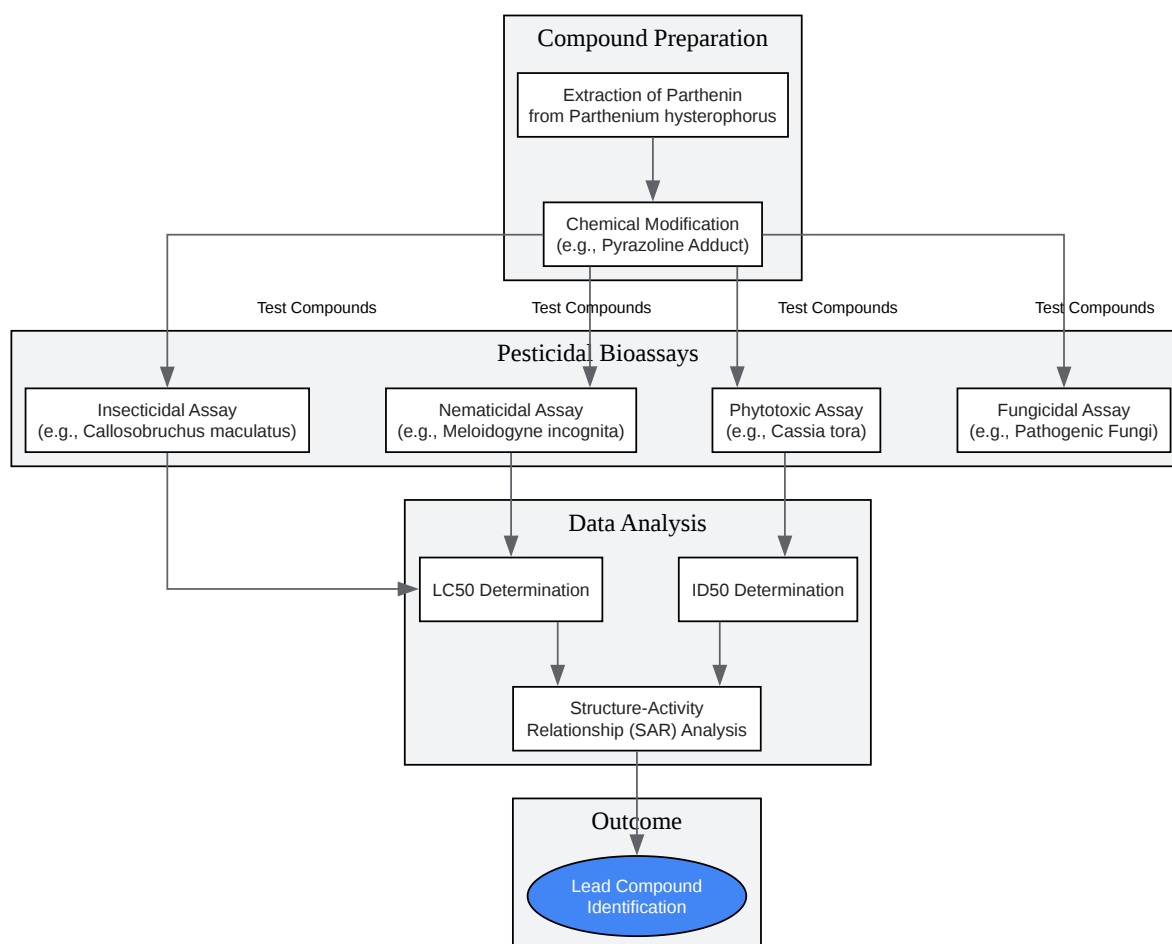 Compound Preparation
Extraction of Parthenin
from Parthenium hysterophorus
Chemical Modification
(e.g., Pyrazoline Adduct)
Test Compounds
Test Compounds
Test Compounds
Test Compounds
Pesticidal Bioassays
Insecticidal Assay
(e.g., Callosobruchus maculatus)
Nematicidal Assay
(e.g., Meloidogyne incognita)
Phytotoxic Assay
(e.g., Cassia tora)
Fungicidal Assay
(e.g., Pathogenic Fungi)
Data Analysis
LC50 Determination
ID50 Determination
Structure-Activity
Relationship (SAR) Analysis
Outcome
Lead Compound
Identification